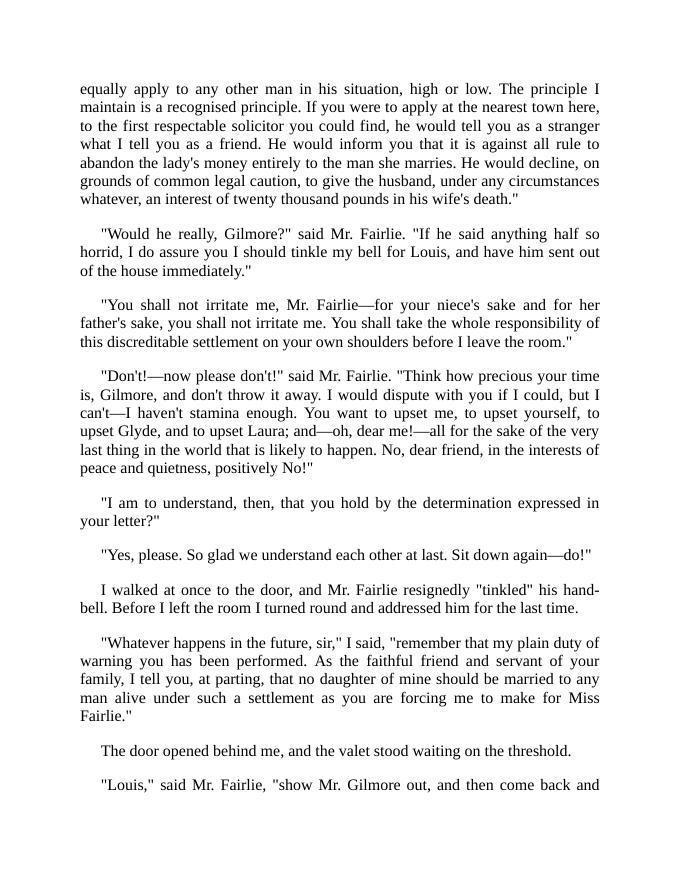 equally apply to any other man in his situation, high or low. The principle I
maintain is a recognised principle. If you were to apply at the nearest town here,
to the first respectable solicitor you could find, he would tell you as a stranger
what I tell you as a friend. He would inform you that it is against all rule to
abandon the lady's money entirely to the man she marries. He would decline, on
grounds of common legal caution, to give the husband, under any circumstances
whatever, an interest of twenty thousand pounds in his wife's death."
"Would he really, Gilmore?" said Mr. Fairlie. "If he said anything half so
horrid, I do assure you I should tinkle my bell for Louis, and have him sent out
of the house immediately."
"You shall not irritate me, Mr. Fairlie—for your niece's sake and for her
father's sake, you shall not irritate me. You shall take the whole responsibility of
this discreditable settlement on your own shoulders before I leave the room."
"Don't!—now please don't!" said Mr. Fairlie. "Think how precious your time
is, Gilmore, and don't throw it away. I would dispute with you if I could, but I
can't—I haven't stamina enough. You want to upset me, to upset yourself, to
upset Glyde, and to upset Laura; and—oh, dear me!—all for the sake of the very
last thing in the world that is likely to happen. No, dear friend, in the interests of
peace and quietness, positively No!"
"I am to understand, then, that you hold by the determination expressed in
your letter?"
"Yes, please. So glad we understand each other at last. Sit down again—do!"
I walked at once to the door, and Mr. Fairlie resignedly "tinkled" his hand-
bell. Before I left the room I turned round and addressed him for the last time.
"Whatever happens in the future, sir," I said, "remember that my plain duty of
warning you has been performed. As the faithful friend and servant of your
family, I tell you, at parting, that no daughter of mine should be married to any
man alive under such a settlement as you are forcing me to make for Miss
Fairlie."
The door opened behind me, and the valet stood waiting on the threshold.
"Louis," said Mr. Fairlie, "show Mr. Gilmore out, and then come back and